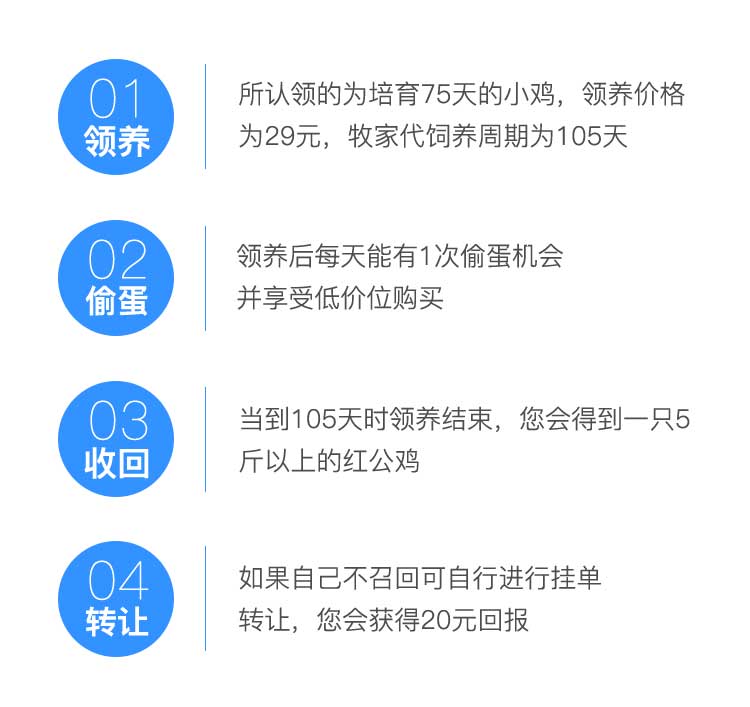 01
领养
所认领的为培育75天的小鸡，领养价格
为29元，牧家代饲养周期为105天
02
偷蛋
领养后每天能有1次偷蛋机会
并享受低价位购买
03
收回
当到105天时领养结束，您会得到一只5
斤以上的红公鸡
04
转让
如果自己不召回可自行进行挂单
转让，您会获得20元回报